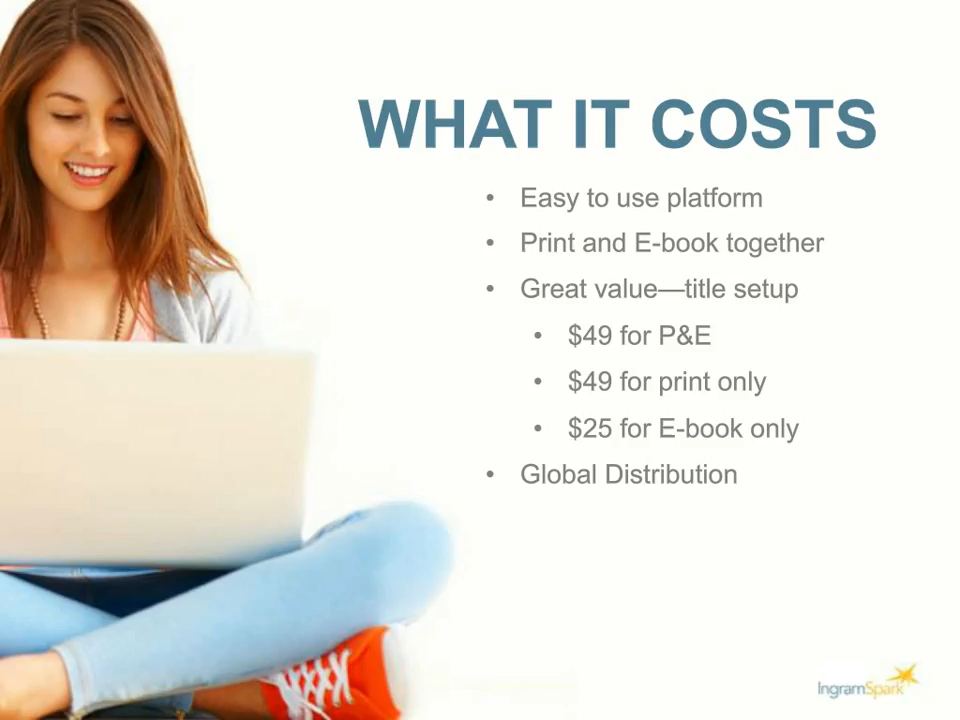 WHAT IT COSTS
• Easy to use platform
• Print and E-book together
• Great value—title setup
• $49 for P&E
• $49 for print only
• $25 for E-book only
• Global Distribution
IngramSpark